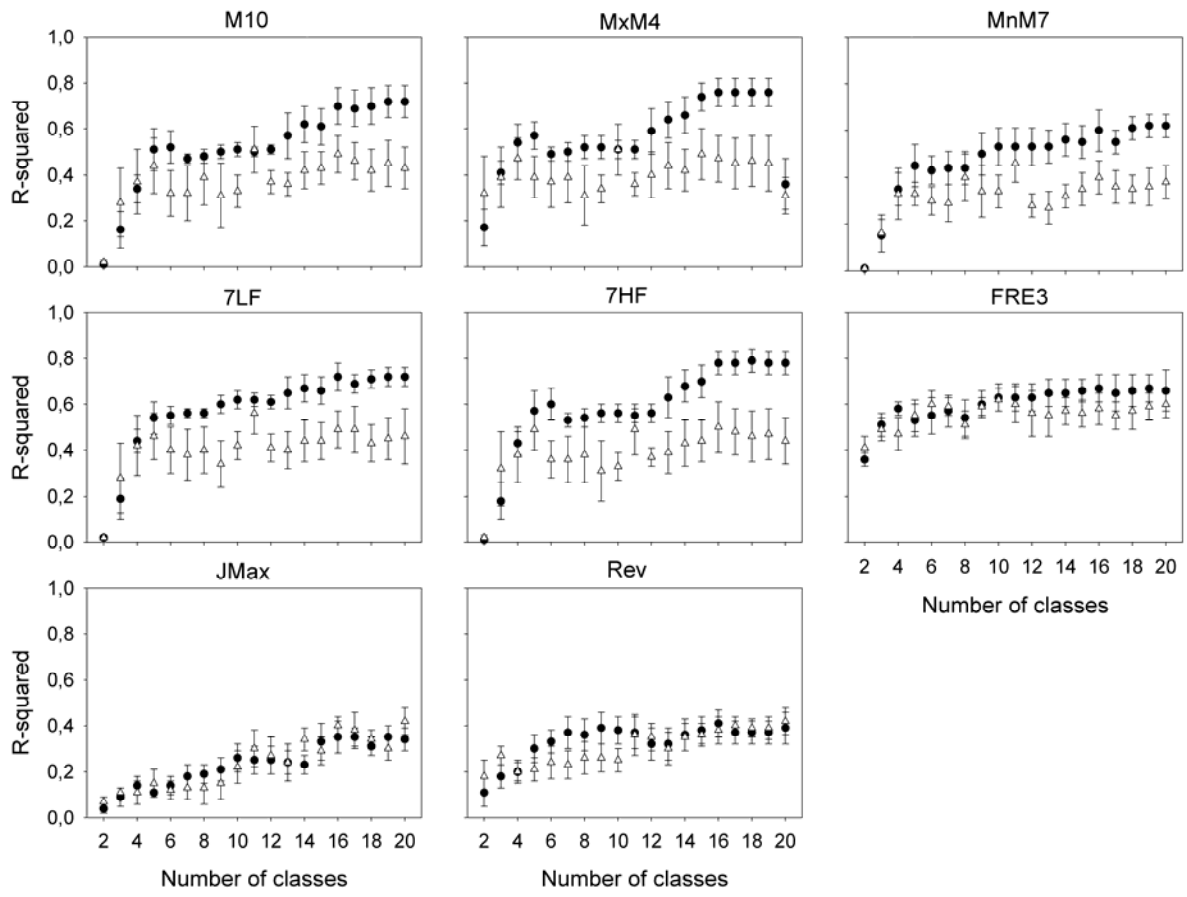 M10 MxM4 MnM7
1,0
0,8
0,6
0,4
0,2
0,0
R-squared
7LF 7HF FRE3
1,0
0,8
0,6
0,4
0,2
0,0
R-squared
2 4 6 8 10 12 14 16 18 20
Number of classes
JMax Rev
1,0
0,8
0,6
0,4
0,2
0,0
R-squared
2 4 6 8 10 12 14 16 18 20 2 4 6 8 10 12 14 16 18 20
Number of classes Number of classes